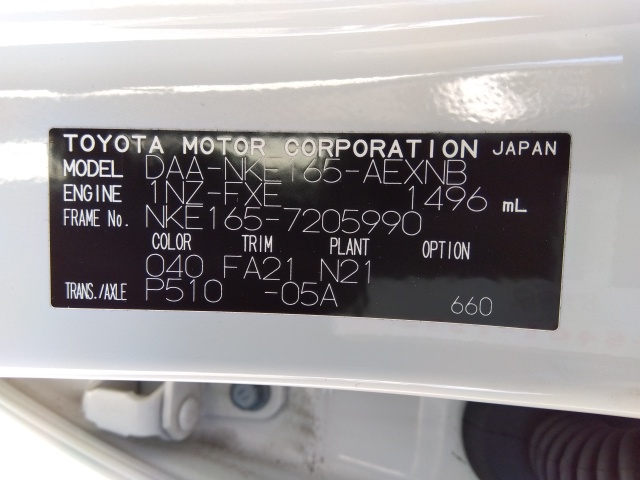 TOYOTA MOTOR CORPORATION JAPAN
MODEL DAA-NKE165-AEXNB
ENGINE 1NZ-FXE 1496 mL
FRAME No. NKE165-7205990
COLOR TRIM PLANT OPTION
040 FA21 N21
TRANS./AXLE P510 -05A
660